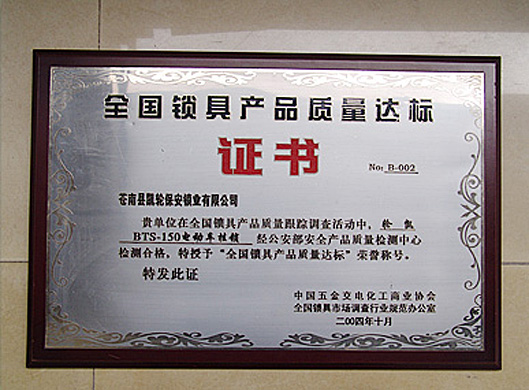 全国锁具产品质量达标
证书
No: B-002
苍南县凯轮保安锁业有限公司
贵单位在全国锁具产品质量跟踪调查活动中，轮凯
BTS-150电动车挂锁 经公安部安全产品质量检测中心
检测合格，特授予“全国锁具产品质量达标”荣誉称号。
特发此证
中国五金交电化工商业协会
全国锁具市场调查行业规范办公室
二00四年十月